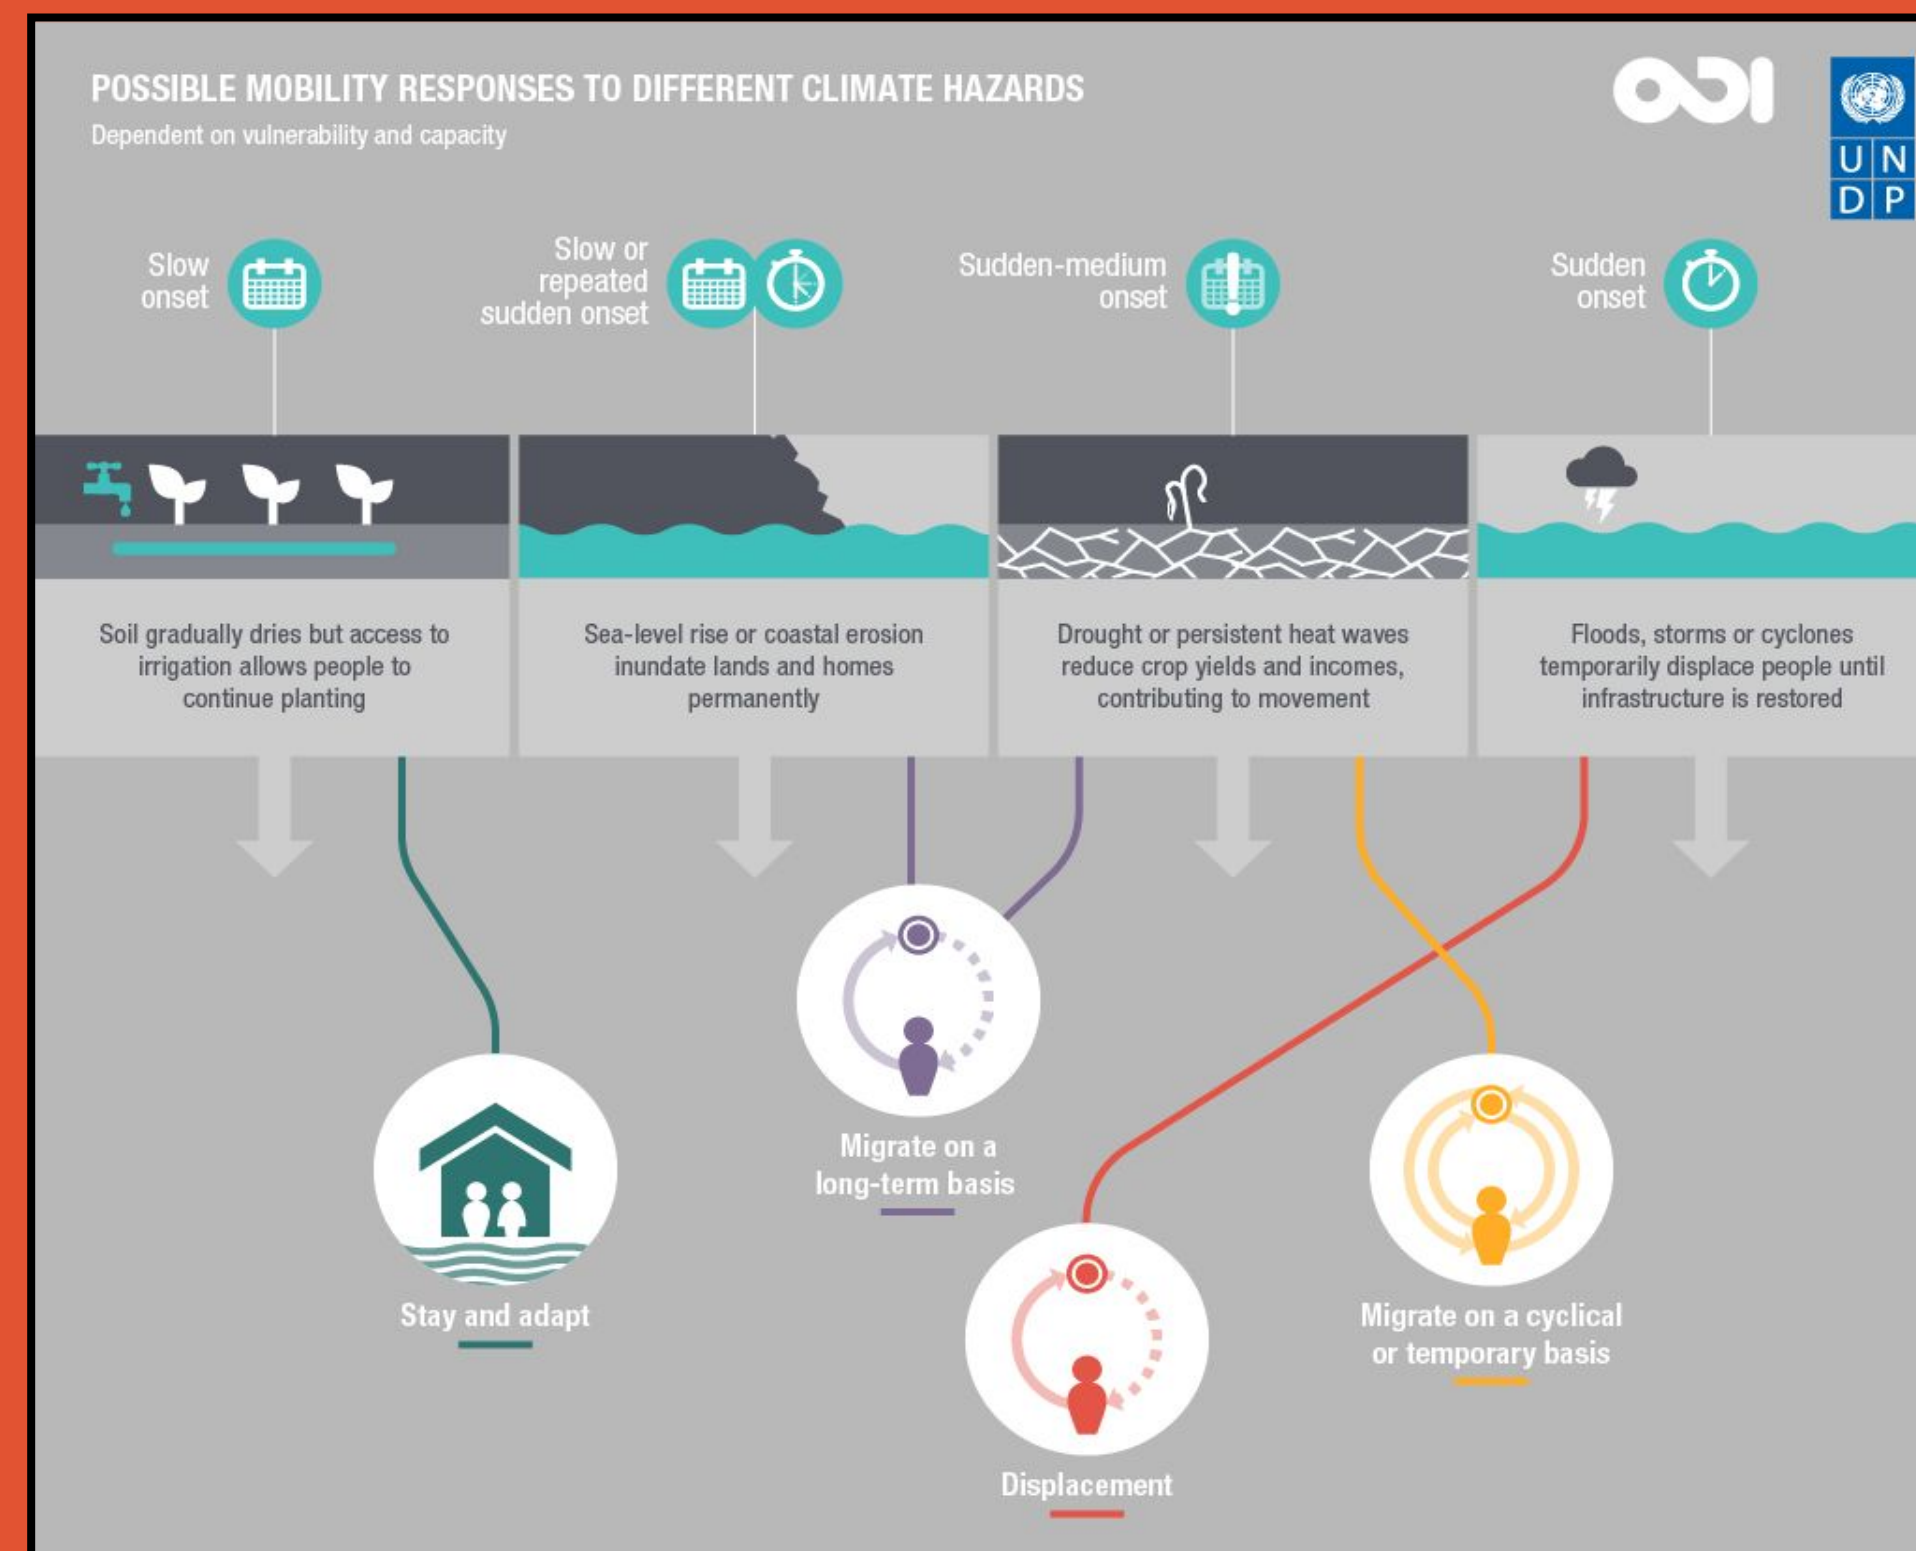 POSSIBLE MOBILITY RESPONSES TO DIFFERENT CLIMATE HAZARDS
Dependent on vulnerability and capacity
ODI
U N
D P
Slow
onset
Slow or
repeated
sudden onset
Sudden-medium
onset
Sudden
onset
Soil gradually dries but access to
irrigation allows people to
continue planting
Sea-level rise or coastal erosion
inundate lands and homes
permanently
Drought or persistent heat waves
reduce crop yields and incomes,
contributing to movement
Floods, storms or cyclones
temporarily displace people until
infrastructure is restored
Migrate on a
long-term basis
Stay and adapt
Migrate on a cyclical
or temporary basis
Displacement